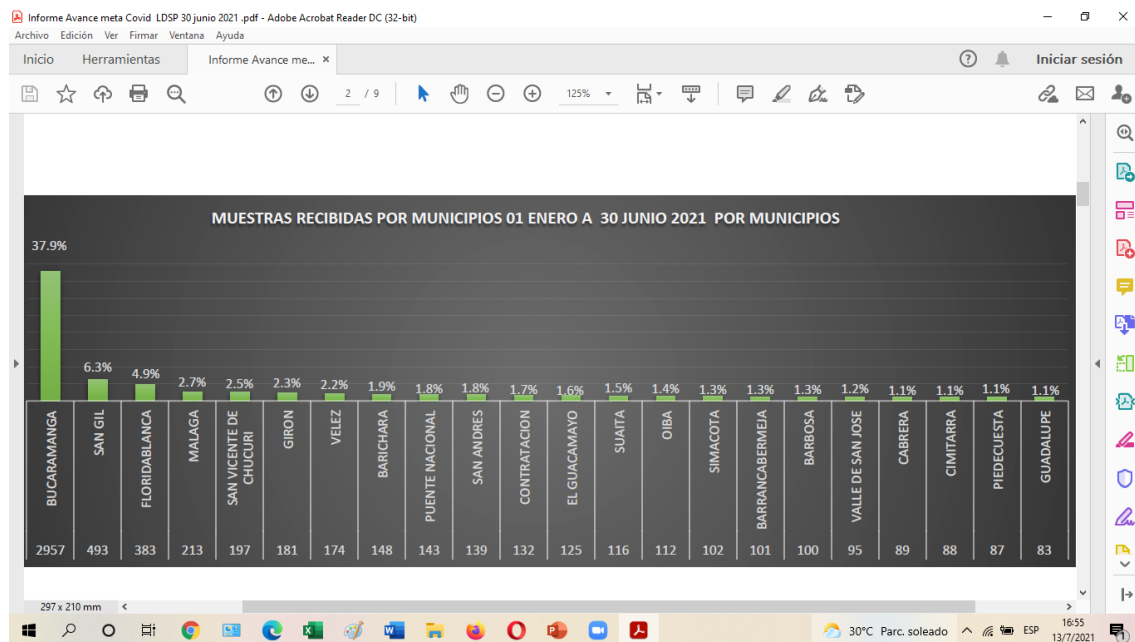 Informe Avance meta Covid LDSP 30 junio 2021 .pdf - Adobe Acrobat Reader DC (32-bit)
Archivo Edición Ver Firmar Ventana Ayuda
Inicio Herramientas Informe Avance me... × Iniciar sesión
2 / 9 125%
MUESTRAS RECIBIDAS POR MUNICIPIOS 01 ENERO A 30 JUNIO 2021 POR MUNICIPIOS
37.9% 6.3% 4.9% 2.7% 2.5% 2.3% 2.2% 1.9% 1.8% 1.8% 1.7% 1.6% 1.5% 1.4% 1.3% 1.3% 1.3% 1.2% 1.1% 1.1% 1.1% 1.1%
BUCARAMANGA
SAN GIL
FLORIDABLANCA
MALAGA
SAN VICENTE DE
CHUCURI
GIRON
VELEZ
BARICHARA
PUENTE NACIONAL
SAN ANDRES
CONTRATACION
EL GUACAMAYO
SUAITA
OIBA
SIMACOTA
BARRANCABERMEJA
BARBOSA
VALLE DE SAN JOSE
CABRERA
CIMITARRA
PIEDECUESTA
GUADALUPE
2957 493 383 213 197 181 174 148 143 139 132 125 116 112 102 101 100 95 89 88 87 83
297 x 210 mm
30°C Parc. soleado ESP 16:55
13/7/2021